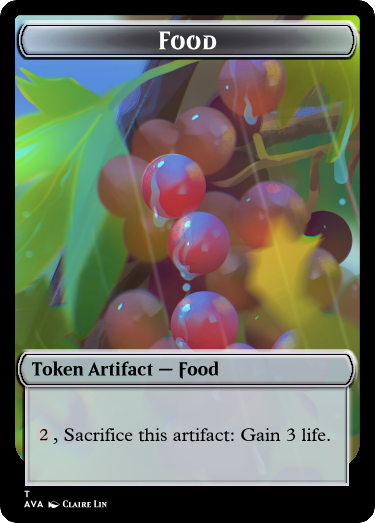 Food
Token Artifact — Food
2 , Sacrifice this artifact: Gain 3 life.
T
AVA Claire Lin